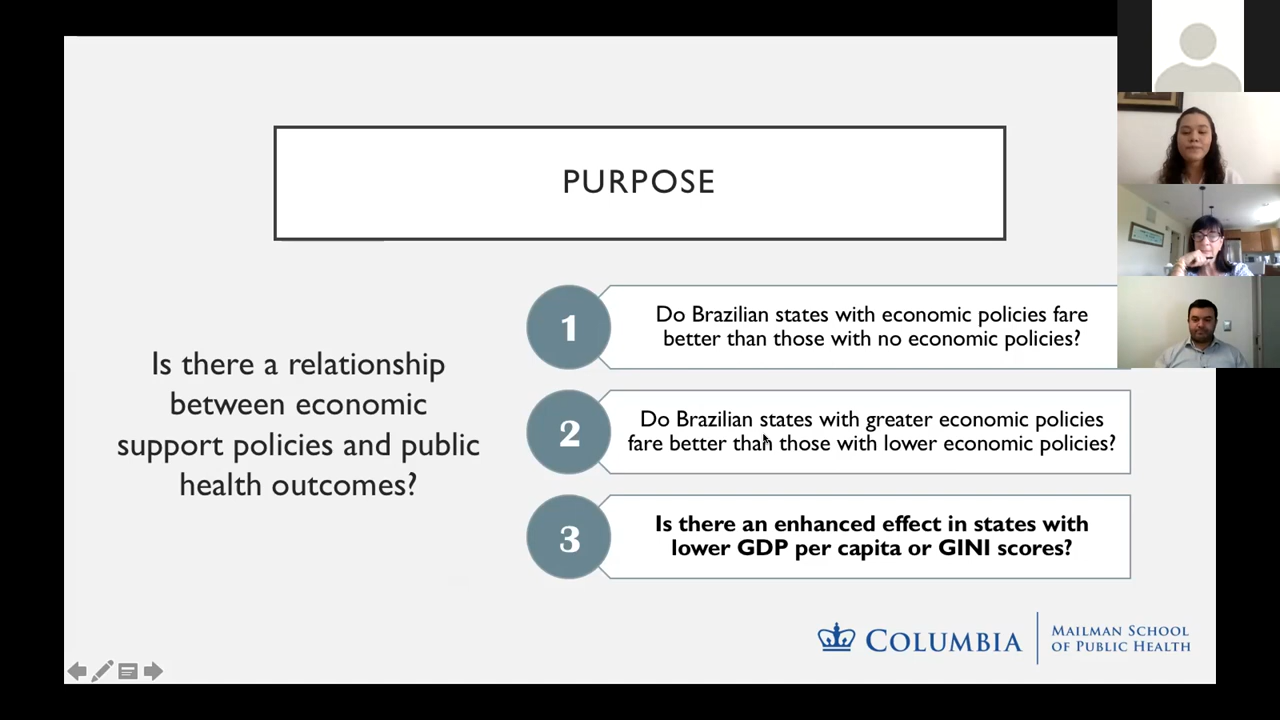 PURPOSE
Is there a relationship
between economic
support policies and public
health outcomes?
1
Do Brazilian states with economic policies fare
better than those with no economic policies?
2
Do Brazilian states with greater economic policies
fare better than those with lower economic policies?
3
Is there an enhanced effect in states with
lower GDP per capita or GINI scores?
COLUMBIA
MAILMAN SCHOOL
OF PUBLIC HEALTH